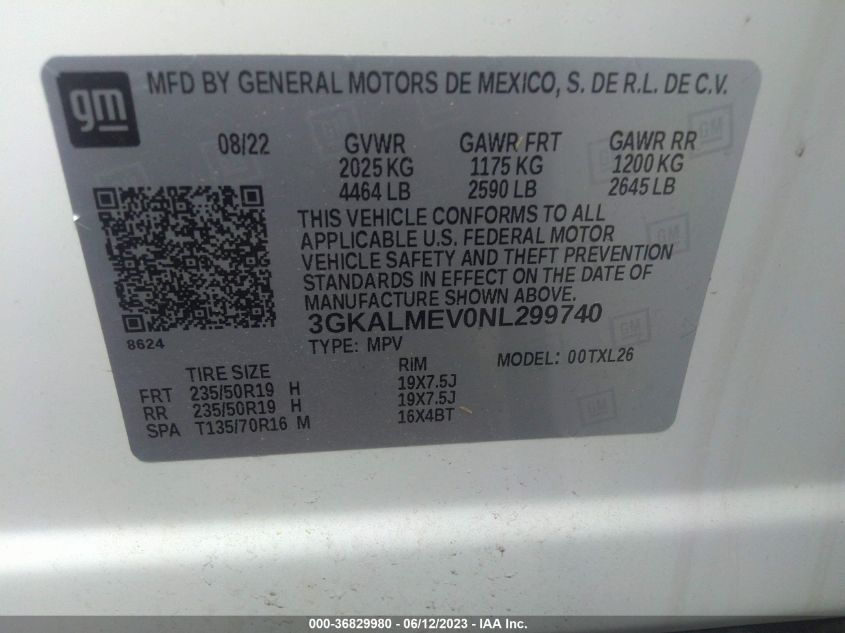 gm MFD BY GENERAL MOTORS DE MEXICO, S. DE R.L. DE C.V.
08/22 GVWR GAWR FRT GAWR RR
2025 KG 1175 KG 1200 KG
4464 LB 2590 LB 2645 LB
THIS VEHICLE CONFORMS TO ALL
APPLICABLE U.S. FEDERAL MOTOR
VEHICLE SAFETY AND THEFT PREVENTION
STANDARDS IN EFFECT ON THE DATE OF
MANUFACTURE SHOWN ABOVE.
3GKALMEV0NL299740
8624
TYPE: MPV MODEL: 00TXL26
TIRE SIZE RIM
FRT 235/50R19 H 19X7.5J
RR 235/50R19 H 19X7.5J
SPA T135/70R16 M 16X4BT
000-36829980 - 06/12/2023 - IAA Inc.